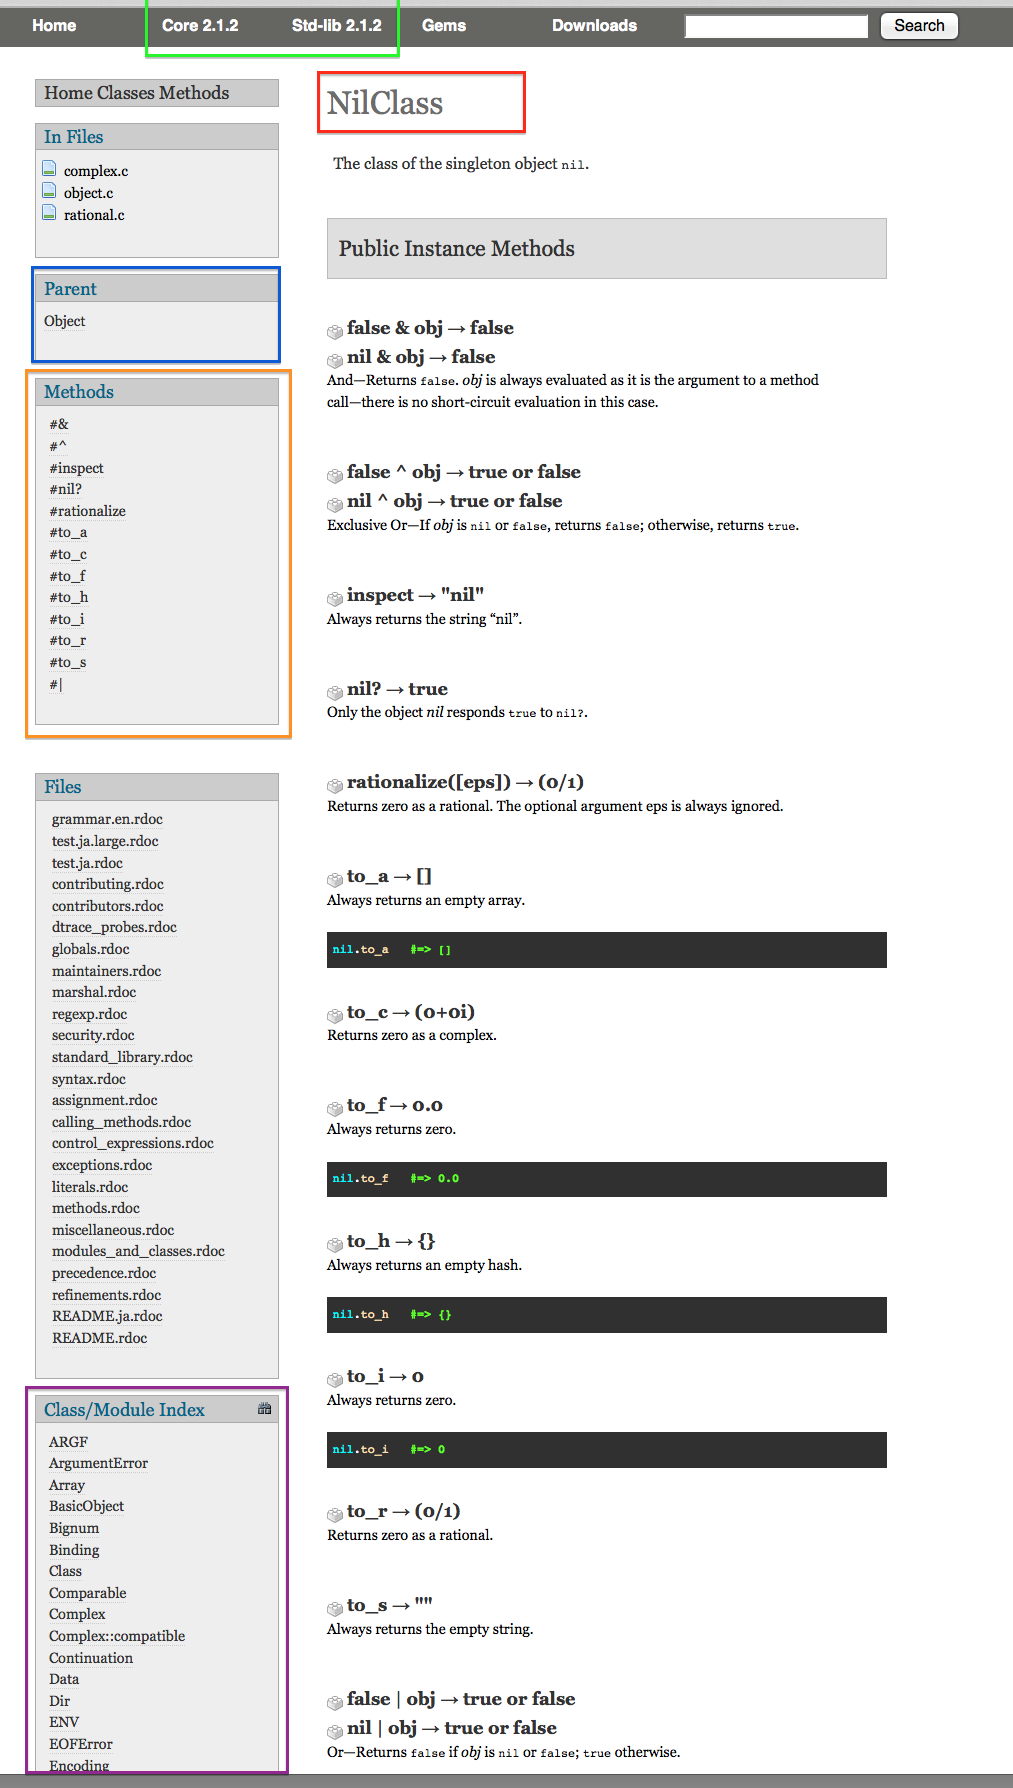 Home Core 2.1.2 Std-lib 2.1.2 Gems Downloads Search
Home Classes Methods
In Files
complex.c
object.c
rational.c
Parent
Object
Methods
#&
#^
#inspect
#nil?
#rationalize
#to_a
#to_c
#to_f
#to_h
#to_i
#to_r
#to_s
#|
Files
grammar.en.rdoc
test.ja.large.rdoc
test.ja.rdoc
contributing.rdoc
contributors.rdoc
dtrace_probes.rdoc
globals.rdoc
maintainers.rdoc
marshal.rdoc
regexp.rdoc
security.rdoc
standard_library.rdoc
syntax.rdoc
assignment.rdoc
calling_methods.rdoc
control_expressions.rdoc
exceptions.rdoc
literals.rdoc
methods.rdoc
miscellaneous.rdoc
modules_and_classes.rdoc
precedence.rdoc
refinements.rdoc
README.ja.rdoc
README.rdoc
Class/Module Index
ARGF
ArgumentError
Array
BasicObject
Bignum
Binding
Class
Comparable
Complex
Complex::compatible
Continuation
Data
Dir
ENV
EOFError
Encoding
NilClass
The class of the singleton object nil.
Public Instance Methods
false & obj → false
nil & obj → false
And—Returns false. obj is always evaluated as it is the argument to a method
call—there is no short-circuit evaluation in this case.
false ^ obj → true or false
nil ^ obj → true or false
Exclusive Or—If obj is nil or false, returns false; otherwise, returns true.
inspect → "nil"
Always returns the string “nil”.
nil? → true
Only the object nil responds true to nil?.
rationalize([eps]) → (0/1)
Returns zero as a rational. The optional argument eps is always ignored.
to_a → []
Always returns an empty array.
nil.to_a #=> []
to_c → (0+0i)
Returns zero as a complex.
to_f → 0.0
Always returns zero.
nil.to_f #=> 0.0
to_h → {}
Always returns an empty hash.
nil.to_h #=> {}
to_i → 0
Always returns zero.
nil.to_i #=> 0
to_r → (0/1)
Returns zero as a rational.
to_s → ""
Always returns the empty string.
false | obj → true or false
nil | obj → true or false
Or—Returns false if obj is nil or false; true otherwise.